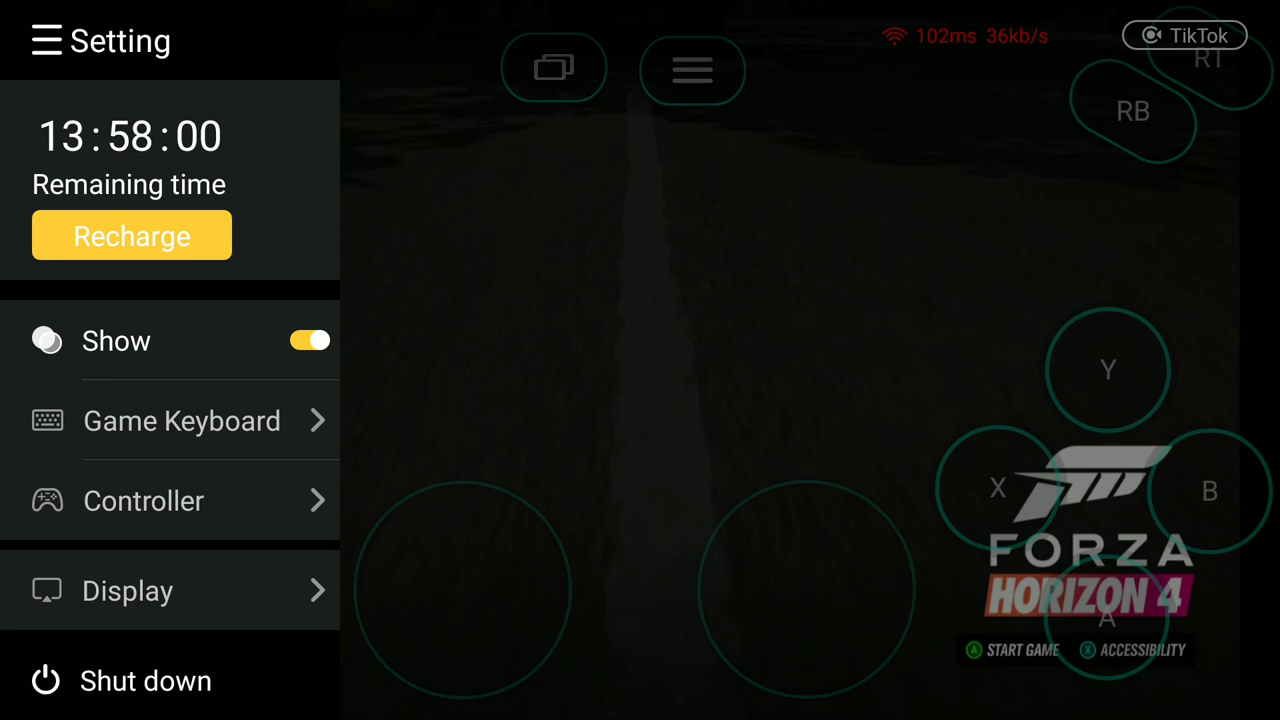 Setting
13:58:00
Remaining time
Recharge
Show
Game Keyboard
Controller
Display
Shut down
102ms 36kb/s
TikTok
RT
RB
Y
X
B
FORZA
HORIZON 4
A
A START GAME X ACCESSIBILITY